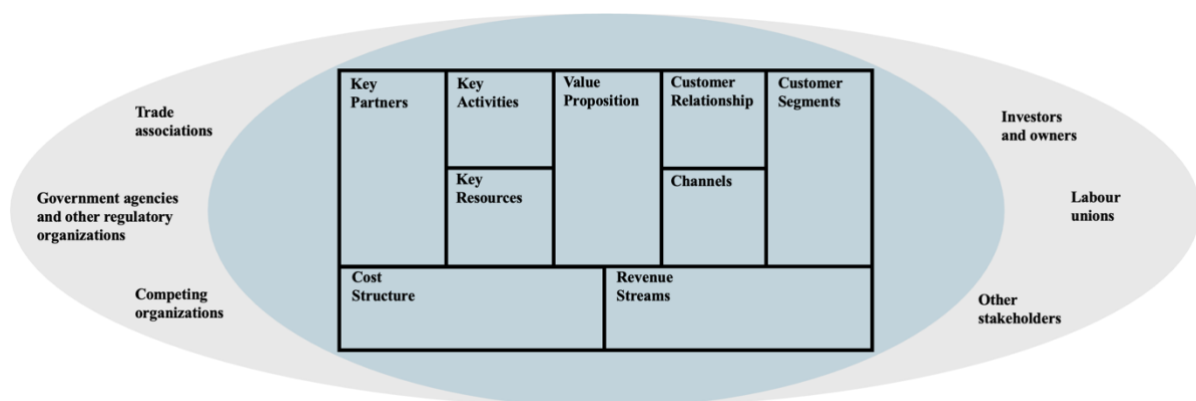 Trade
associations
Government agencies
and other regulatory
organizations
Competing
organizations
Key
Partners
Key
Activities
Key
Resources
Value
Proposition
Customer
Relationship
Channels
Customer
Segments
Cost
Structure
Revenue
Streams
Investors
and owners
Labour
unions
Other
stakeholders